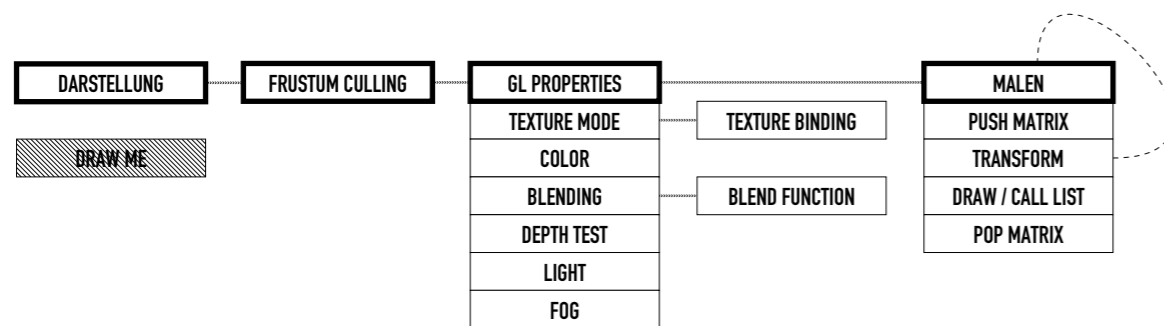 DARSTELLUNG
FRUSTUM CULLING
GL PROPERTIES
MALEN
DRAW ME
TEXTURE MODE
TEXTURE BINDING
COLOR
BLENDING
BLEND FUNCTION
DEPTH TEST
LIGHT
FOG
PUSH MATRIX
TRANSFORM
DRAW / CALL LIST
POP MATRIX